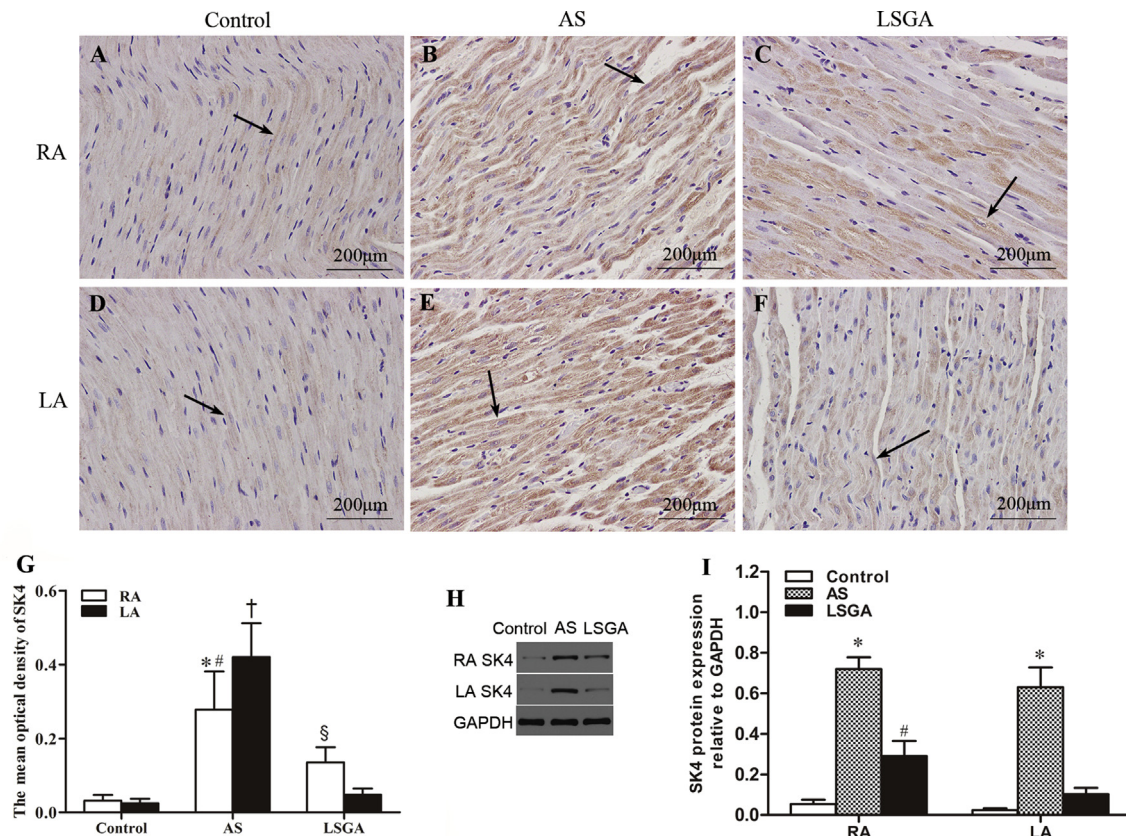 Control AS LSGA
A B C
RA
200μm 200μm 200μm
D E F
LA
200μm 200μm 200μm
G
The mean optical density of SK4
0.6
0.4
0.2
0.0
RA
LA
* # † §
Control AS LSGA
H
Control AS LSGA
RA SK4
LA SK4
GAPDH
I
SK4 protein expression
relative to GAPDH
1.2
1.0
0.8
0.6
0.4
0.2
0.0
Control
AS
LSGA
* # *
RA LA